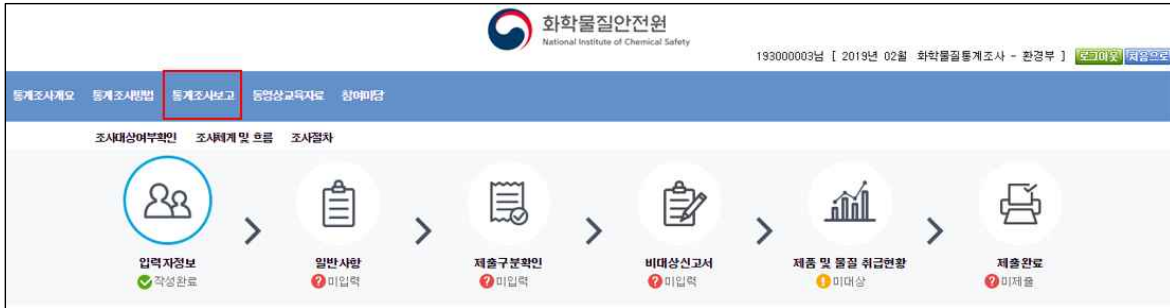 화학물질안전원
National Institute of Chemical Safety
193000003님 [ 2019년 02월 화학물질통계조사 - 환경부 ] 로그아웃 처음으로
통계조사개요 통계조사방법 통계조사보고 동영상교육자료 참여마당
조사대상여부확인 조사체계 및 흐름 조사절차
입력자정보 일반사항 제출구분확인 비대상신고서 제품 및 물질 취급현황 제출완료
작성완료 미입력 미입력 미입력 미대상 미제출